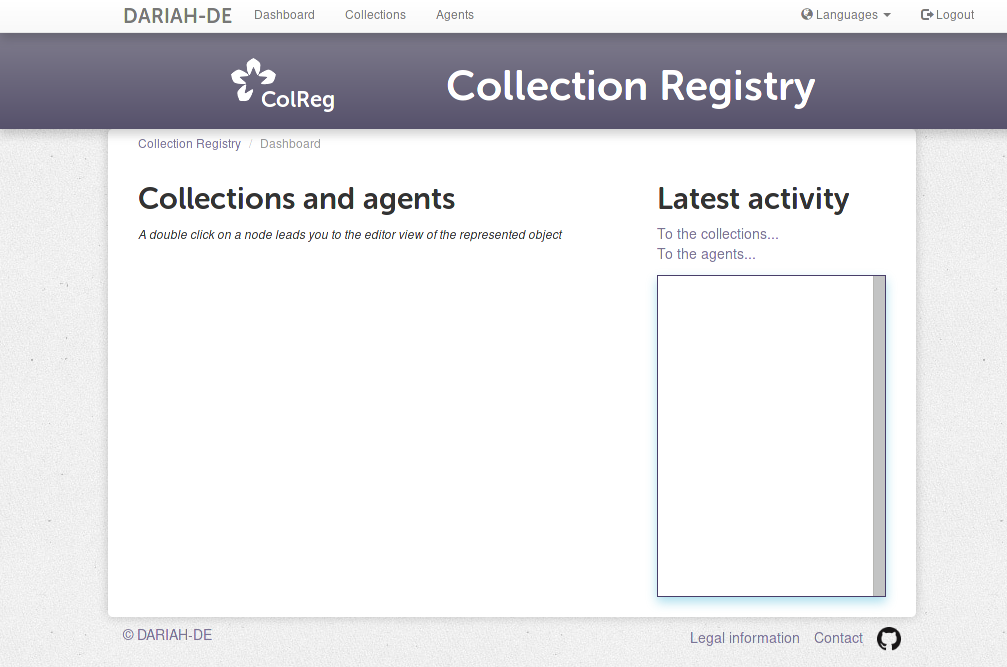 DARIAH-DE Dashboard Collections Agents Languages Logout
ColReg Collection Registry
Collection Registry / Dashboard
Collections and agents
A double click on a node leads you to the editor view of the represented object
Latest activity
To the collections...
To the agents...
© DARIAH-DE
Legal information Contact